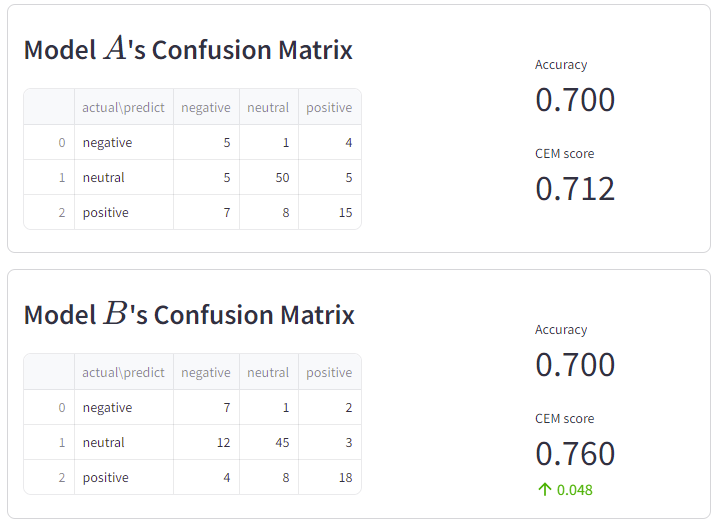 Model A's Confusion Matrix
actual\predict negative neutral positive
0 negative 5 1 4
1 neutral 5 50 5
2 positive 7 8 15
Accuracy
0.700
CEM score
0.712
Model B's Confusion Matrix
actual\predict negative neutral positive
0 negative 7 1 2
1 neutral 12 45 3
2 positive 4 8 18
Accuracy
0.700
CEM score
0.760
↑ 0.048